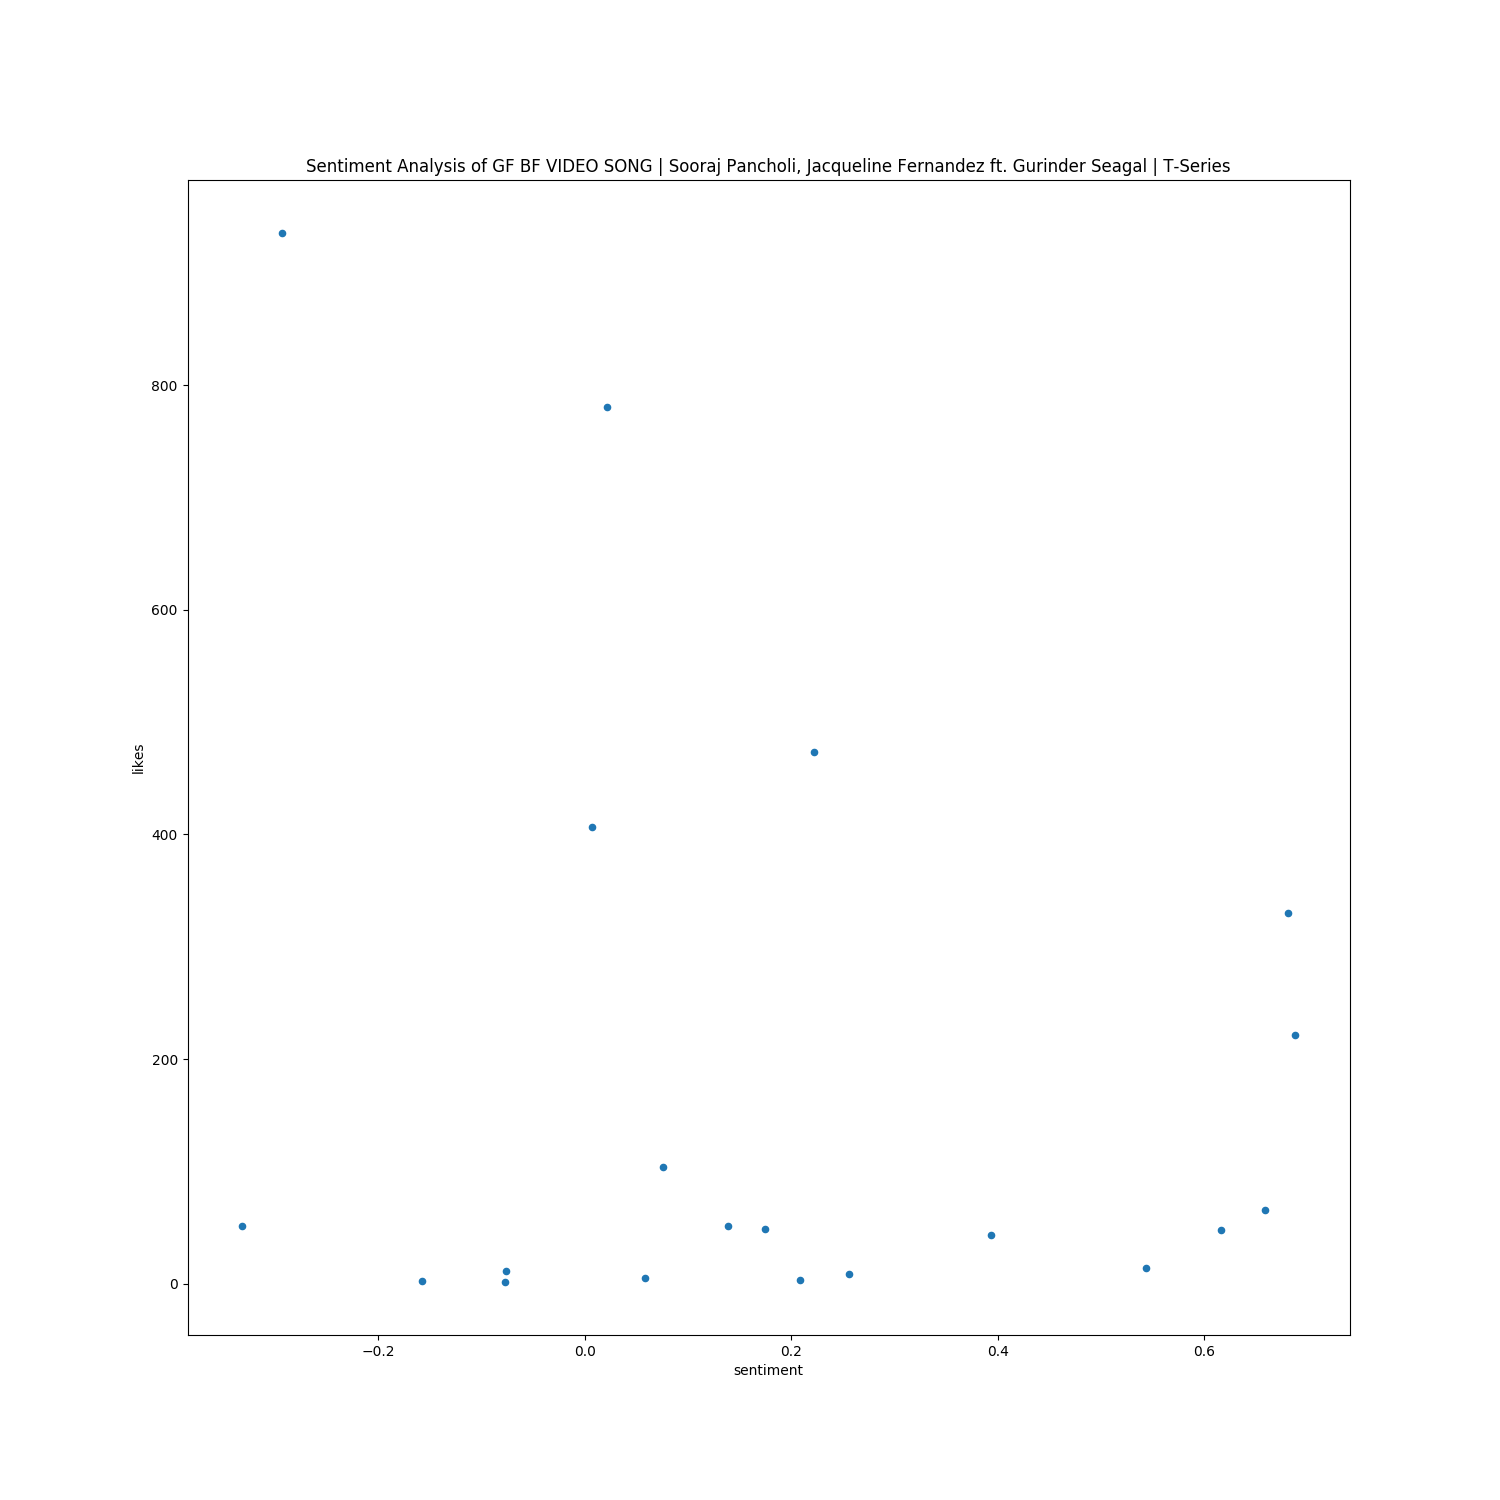 Sentiment Analysis of GF BF VIDEO SONG | Sooraj Pancholi, Jacqueline Fernandez ft. Gurinder Seagal | T-Series
800
600
likes
400
200
0
−0.2 0.0 0.2 0.4 0.6
sentiment